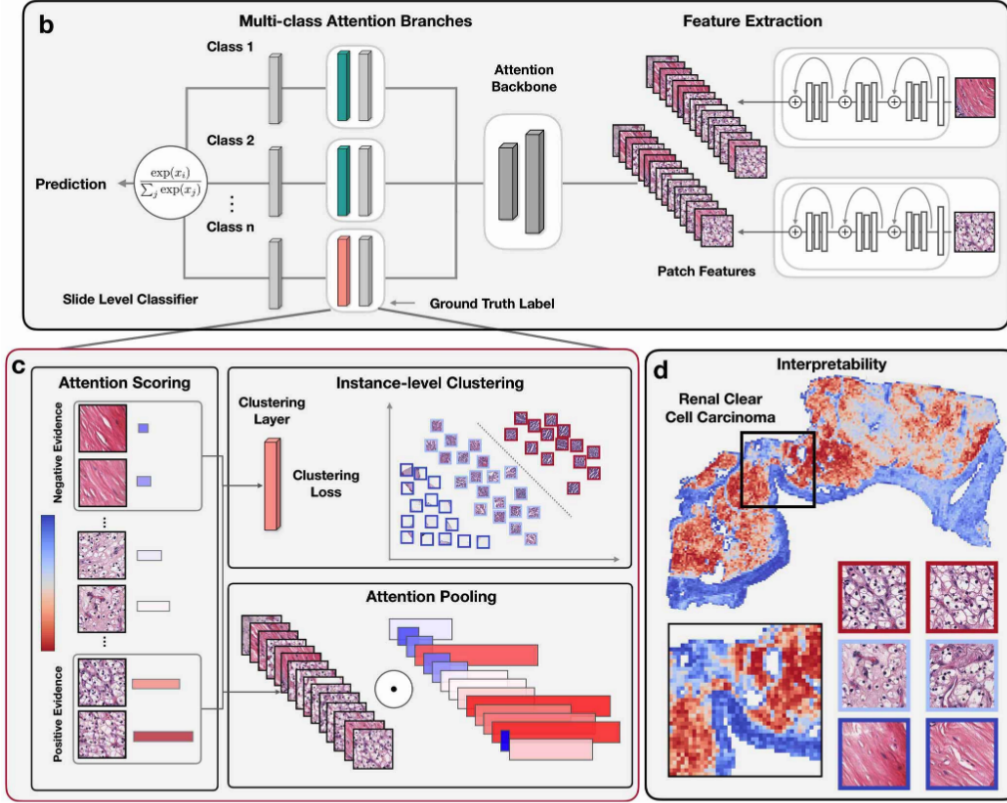 b
Multi-class Attention Branches
Feature Extraction
Class 1
Attention
Backbone
Class 2
Prediction
exp(x_i)
∑_j exp(x_j)
⋮
Class n
Patch Features
Slide Level Classifier
Ground Truth Label
c
Attention Scoring
Negative Evidence
Positive Evidence
Instance-level Clustering
Clustering
Layer
Clustering
Loss
Attention Pooling
d
Interpretability
Renal Clear
Cell Carcinoma